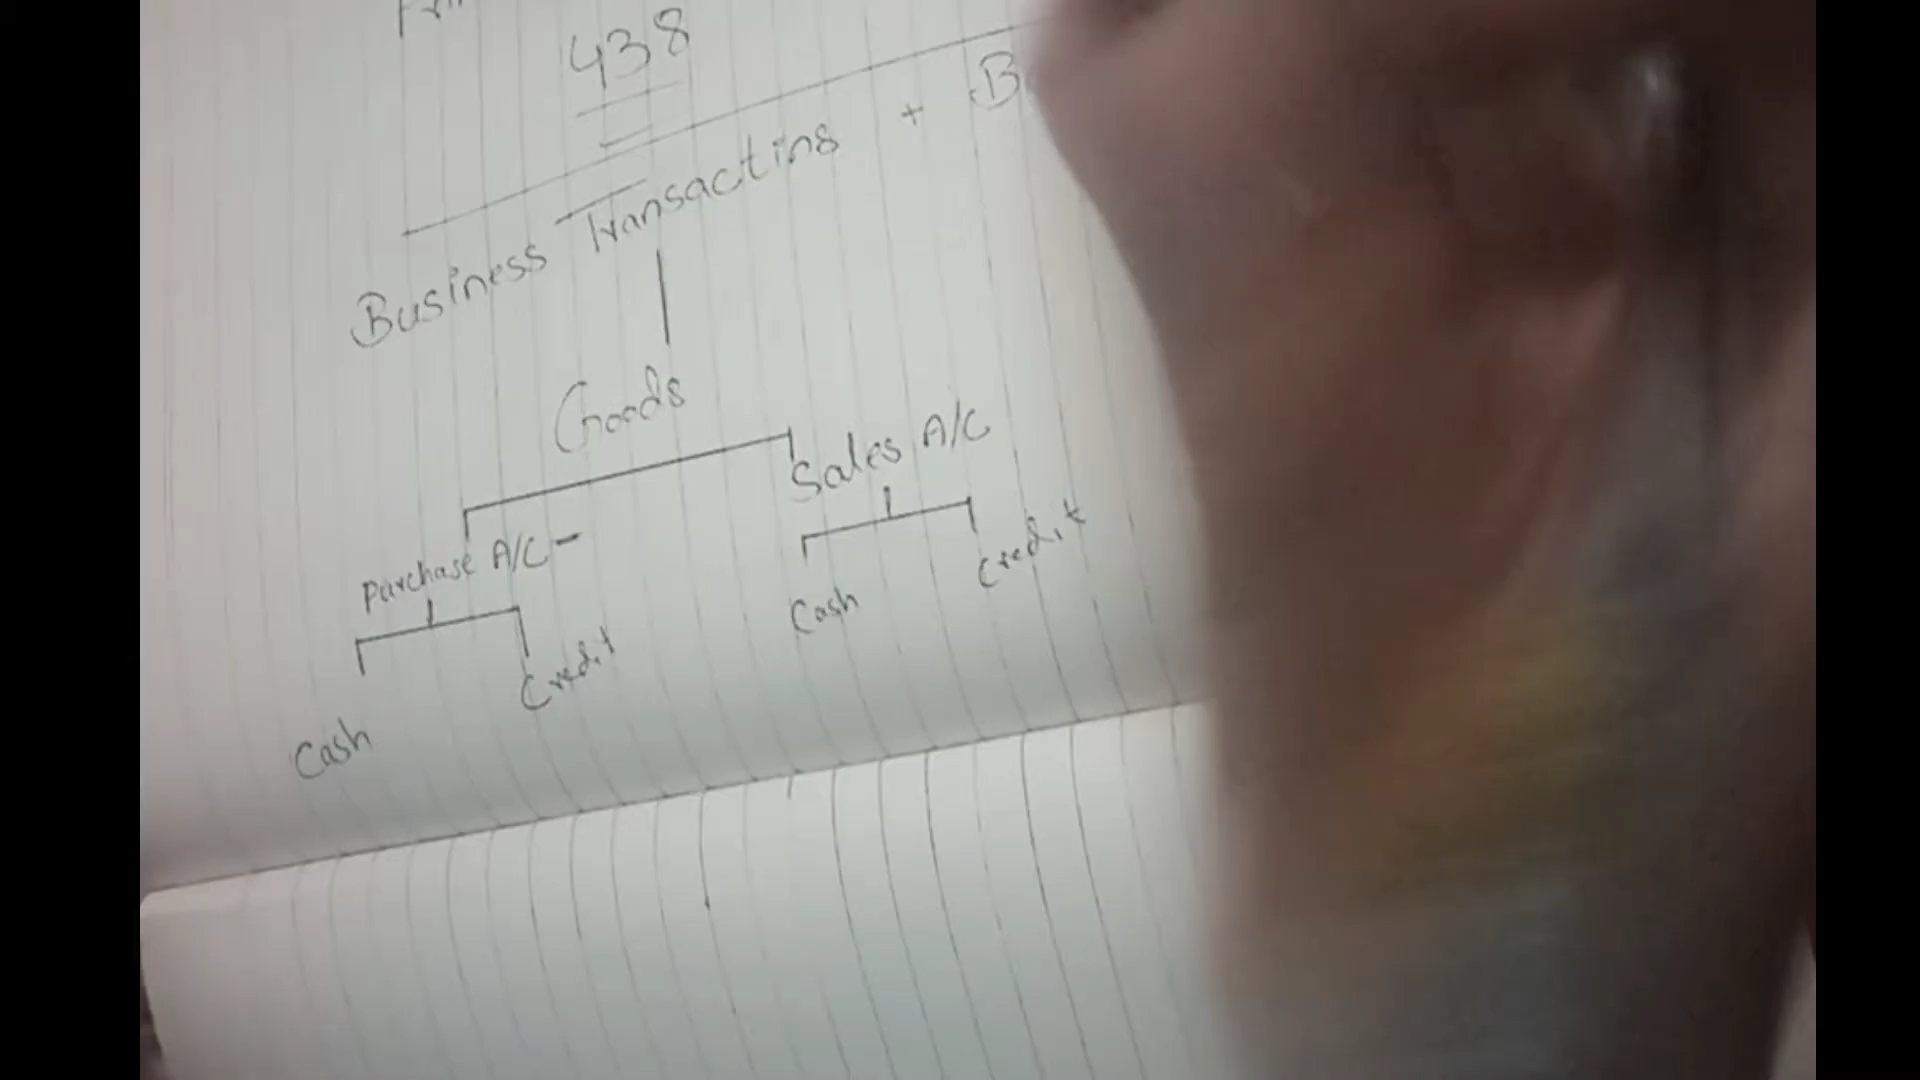 438
Business Transactins + B
Goods
Purchase A/C - Sales A/C
Cash Credit Cash Credit